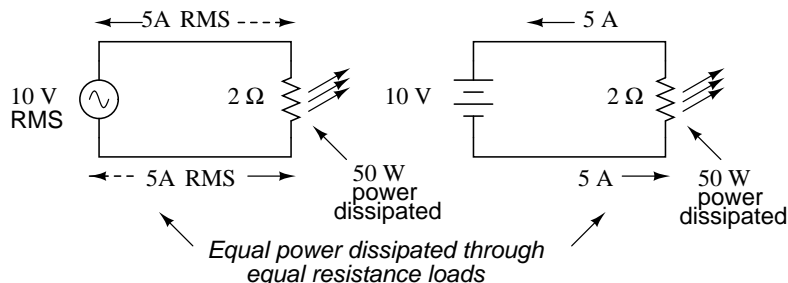 5A RMS
5 A
10 V
RMS
2 Ω
10 V
2 Ω
5A RMS
50 W
power
dissipated
5 A
50 W
power
dissipated
Equal power dissipated through
equal resistance loads